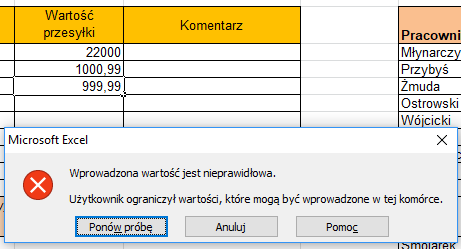 Wartość przesyłki Komentarz
Pracowni
22000 Młynarczy
1000,99 Przybyś
999,99 Żmuda
Ostrowski
Wójcicki
Microsoft Excel
Wprowadzona wartość jest nieprawidłowa.
Użytkownik ograniczył wartości, które mogą być wprowadzone w tej komórce.
Ponów próbę Anuluj Pomoc